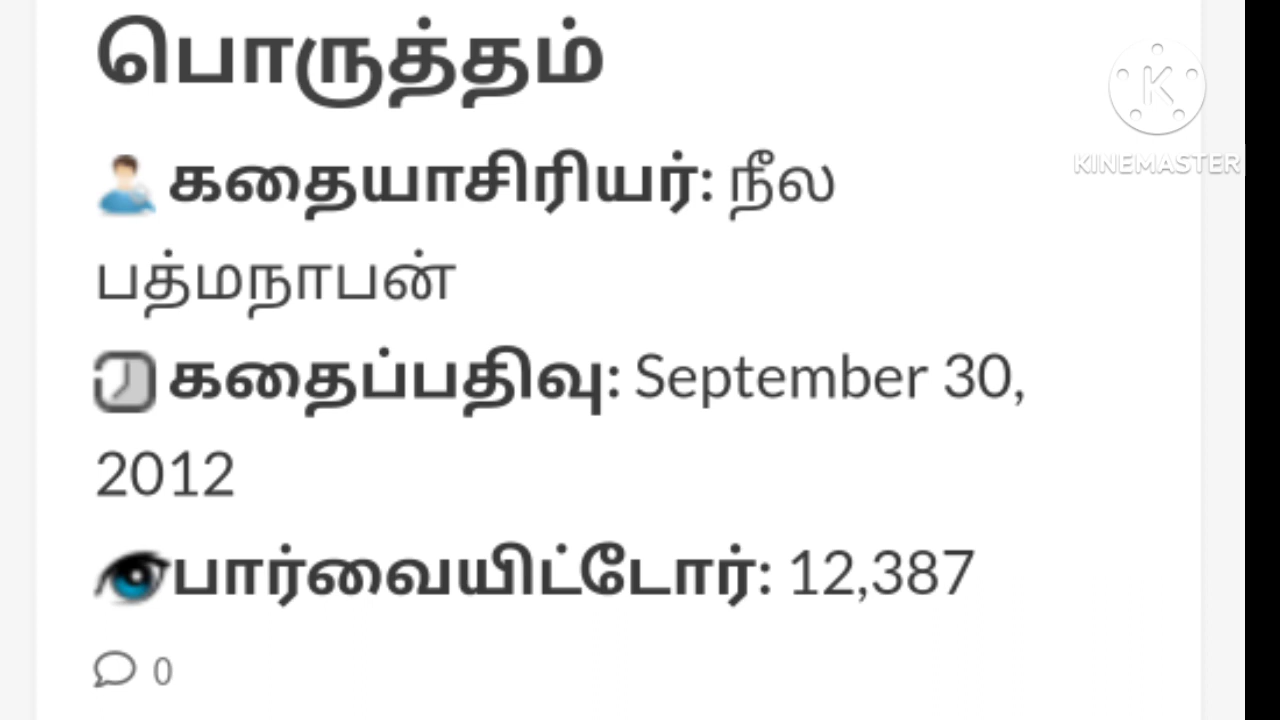 பொருத்தம்
கதையாசிரியர்: நீல
பத்மநாபன்
கதைப்பதிவு: September 30,
2012
பார்வையிட்டோர்: 12,387
0
K
KINEMASTER